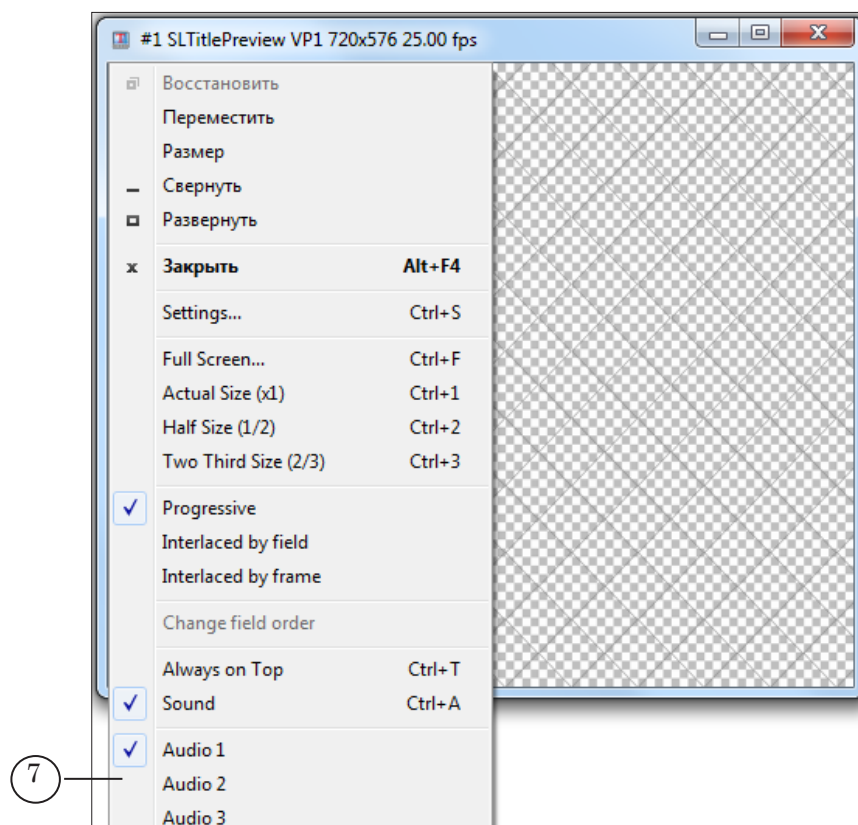 #1 SLTitlePreview VP1 720x576 25.00 fps
Восстановить
Переместить
Размер
Свернуть
Развернуть
Закрыть Alt+F4
Settings... Ctrl+S
Full Screen... Ctrl+F
Actual Size (x1) Ctrl+1
Half Size (1/2) Ctrl+2
Two Third Size (2/3) Ctrl+3
Progressive
Interlaced by field
Interlaced by frame
Change field order
Always on Top Ctrl+T
Sound Ctrl+A
Audio 1
7
Audio 2
Audio 3